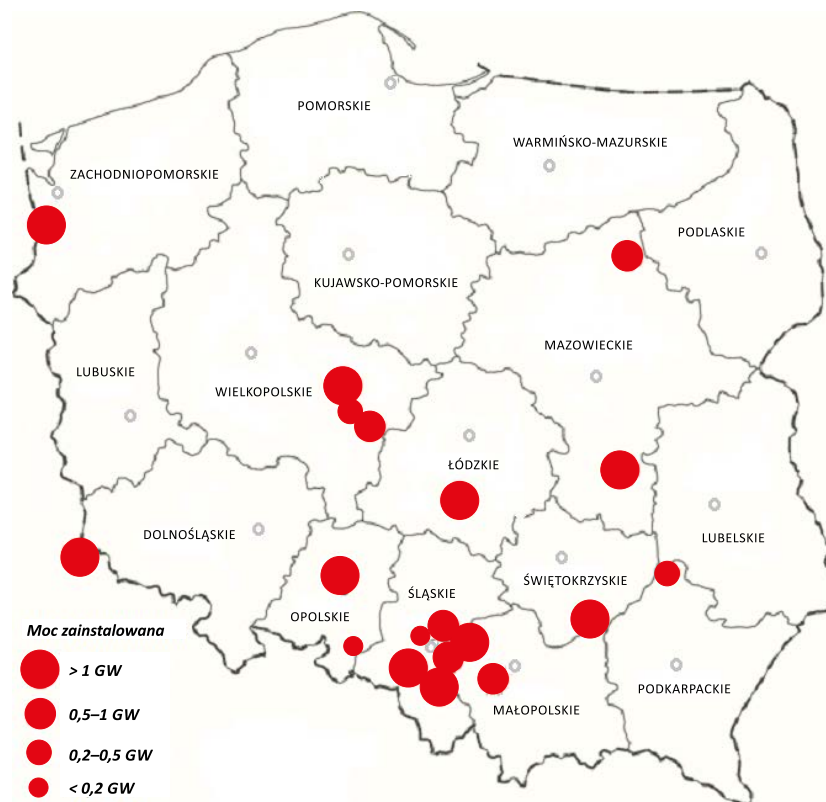 POMORSKIE
WARMIŃSKO-MAZURSKIE
ZACHODNIOPOMORSKIE
PODLASKIE
KUJAWSKO-POMORSKIE
MAZOWIECKIE
LUBUSKIE
WIELKOPOLSKIE
ŁÓDZKIE
DOLNOŚLĄSKIE
LUBELSKIE
ŚWIĘTOKRZYSKIE
ŚLĄSKIE
OPOLSKIE
PODKARPACKIE
MAŁOPOLSKIE
Moc zainstalowana
> 1 GW
0,5–1 GW
0,2–0,5 GW
< 0,2 GW